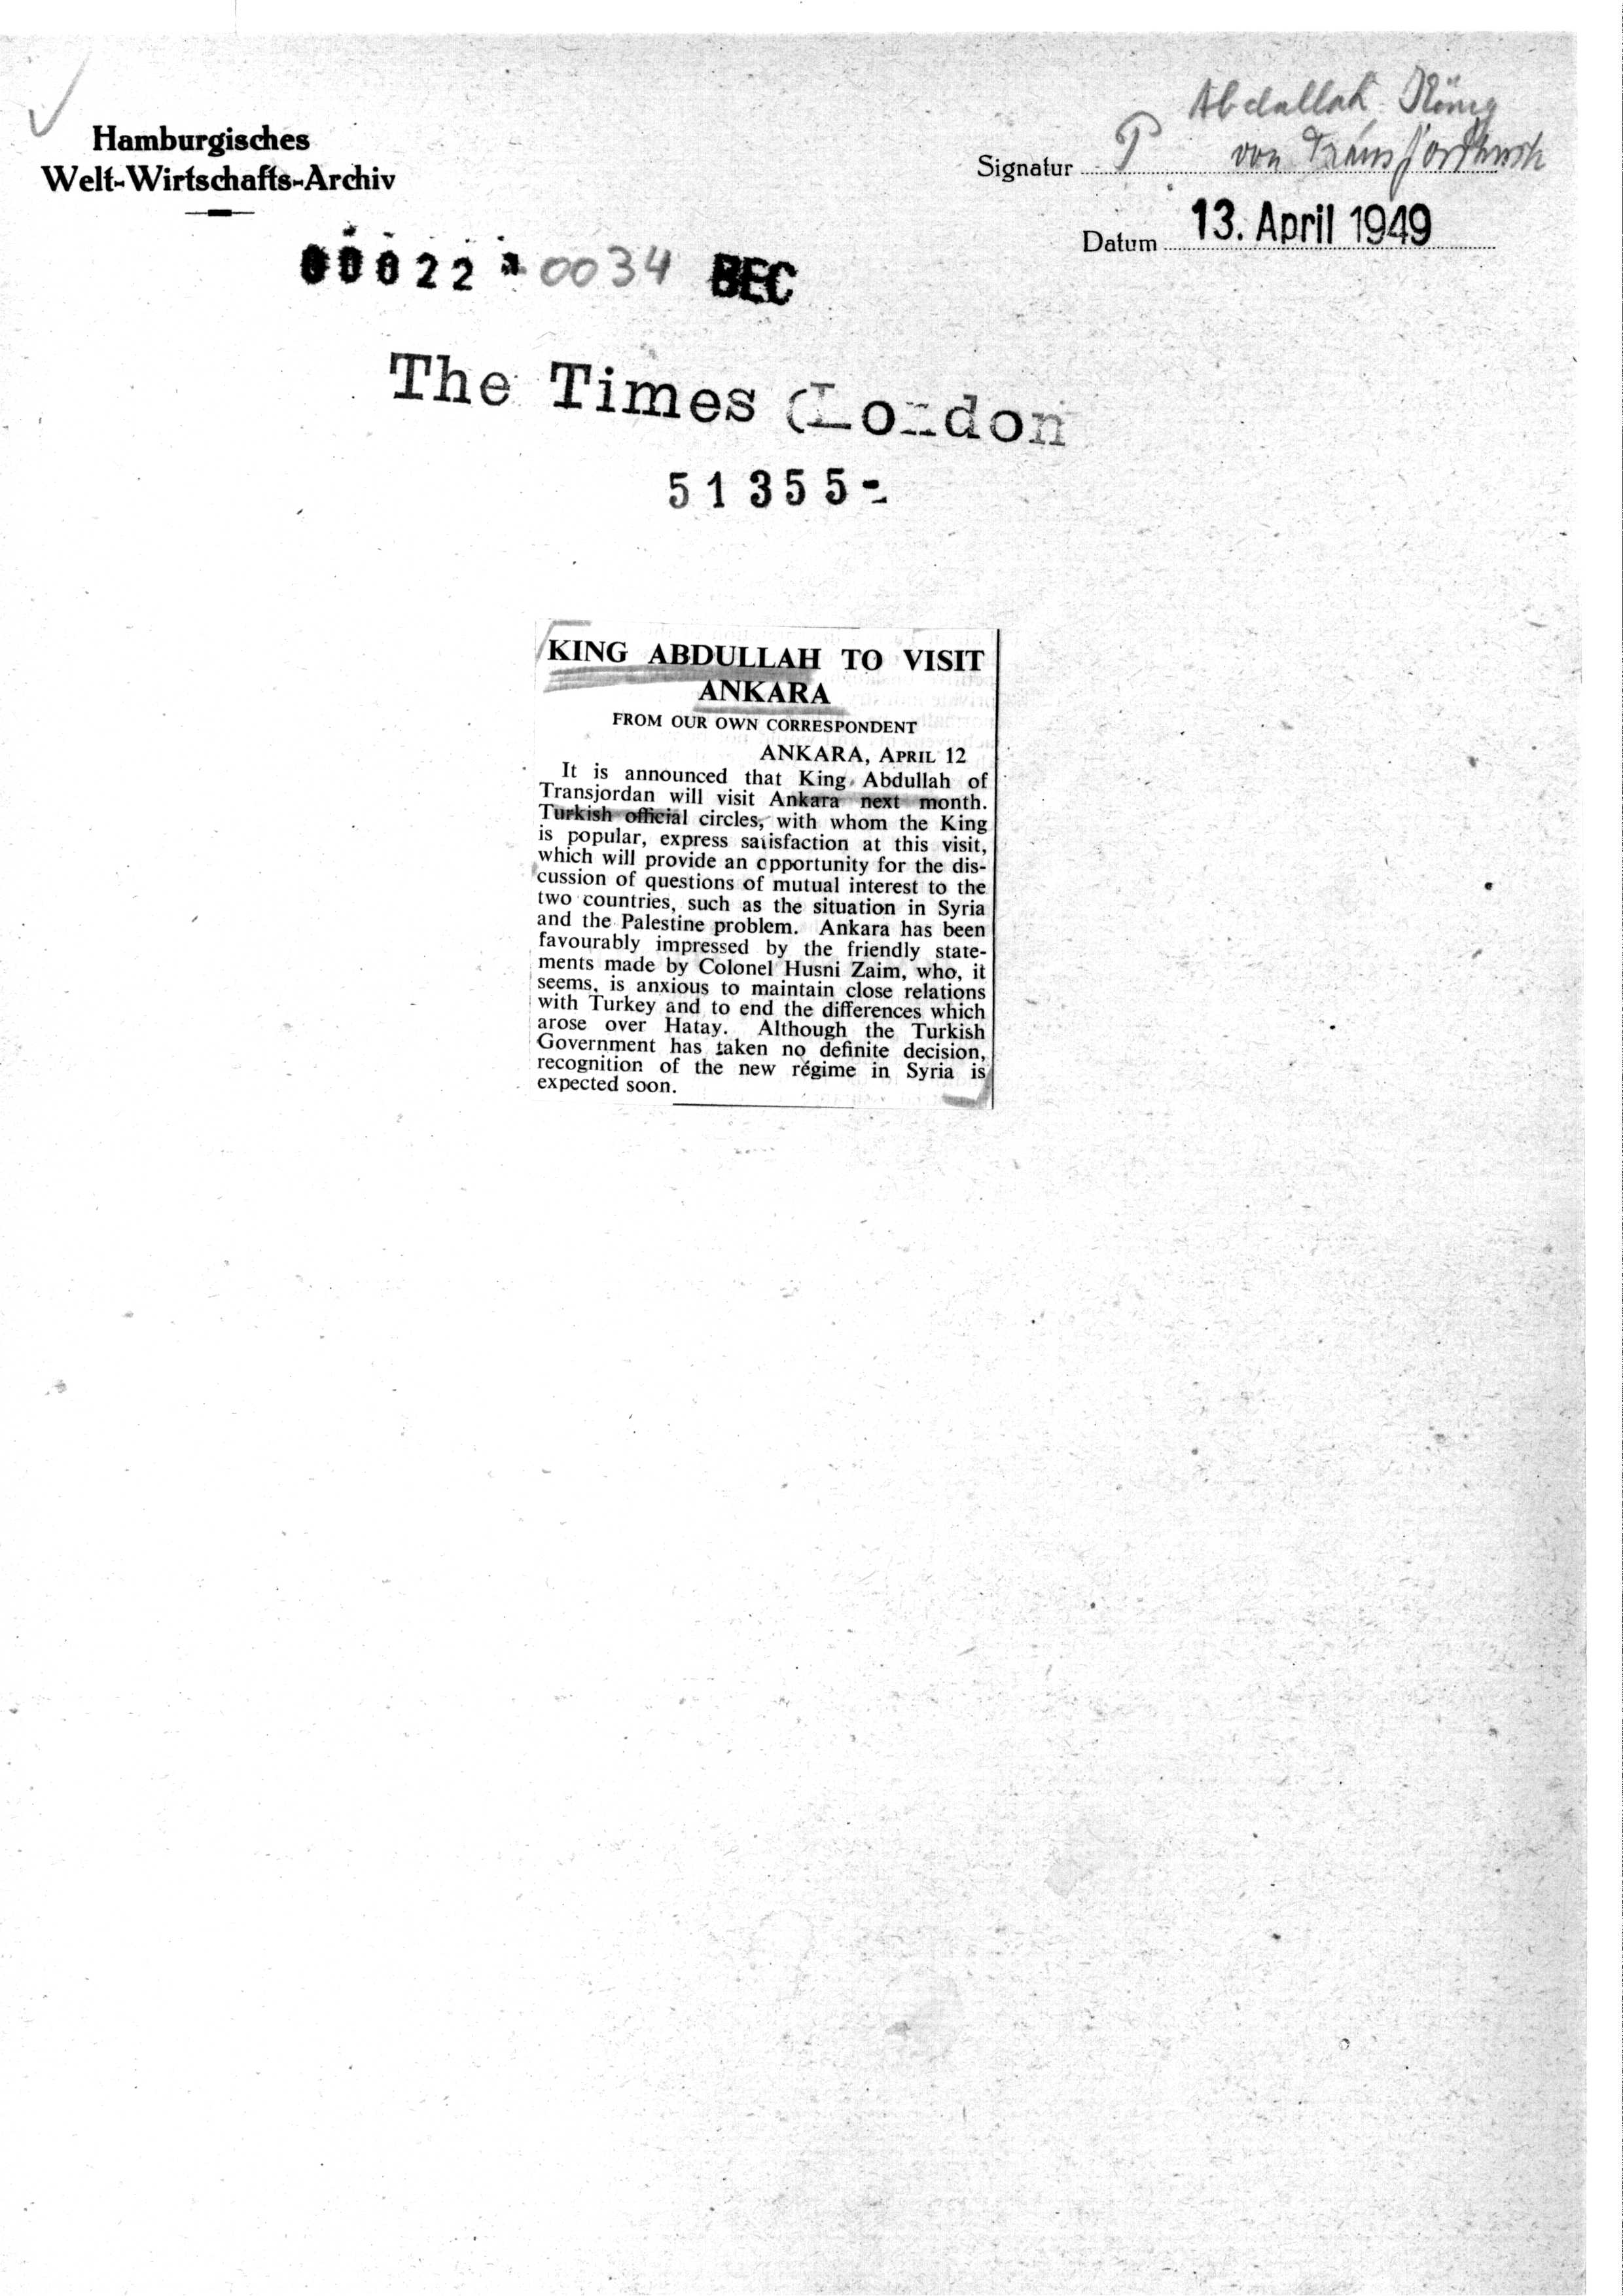 Hamburgisches
Welt-Wirtschafts-Archiv
Abdallah König
Signatur P von Transjordanien
Datum 13. April 1949
00022 * 0034 BEC
The Times (London
51355-
KING ABDULLAH TO VISIT
ANKARA
FROM OUR OWN CORRESPONDENT
ANKARA, APRIL 12
It is announced that King Abdullah of
Transjordan will visit Ankara next month.
Turkish official circles, with whom the King
is popular, express satisfaction at this visit,
which will provide an opportunity for the dis-
cussion of questions of mutual interest to the
two countries, such as the situation in Syria
and the Palestine problem. Ankara has been
favourably impressed by the friendly state-
ments made by Colonel Husni Zaim, who, it
seems, is anxious to maintain close relations
with Turkey and to end the differences which
arose over Hatay. Although the Turkish
Government has taken no definite decision,
recognition of the new régime in Syria is
expected soon.